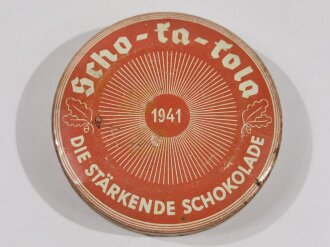 Scho-ka-kola
1941
DIE STÄRKENDE SCHOKOLADE